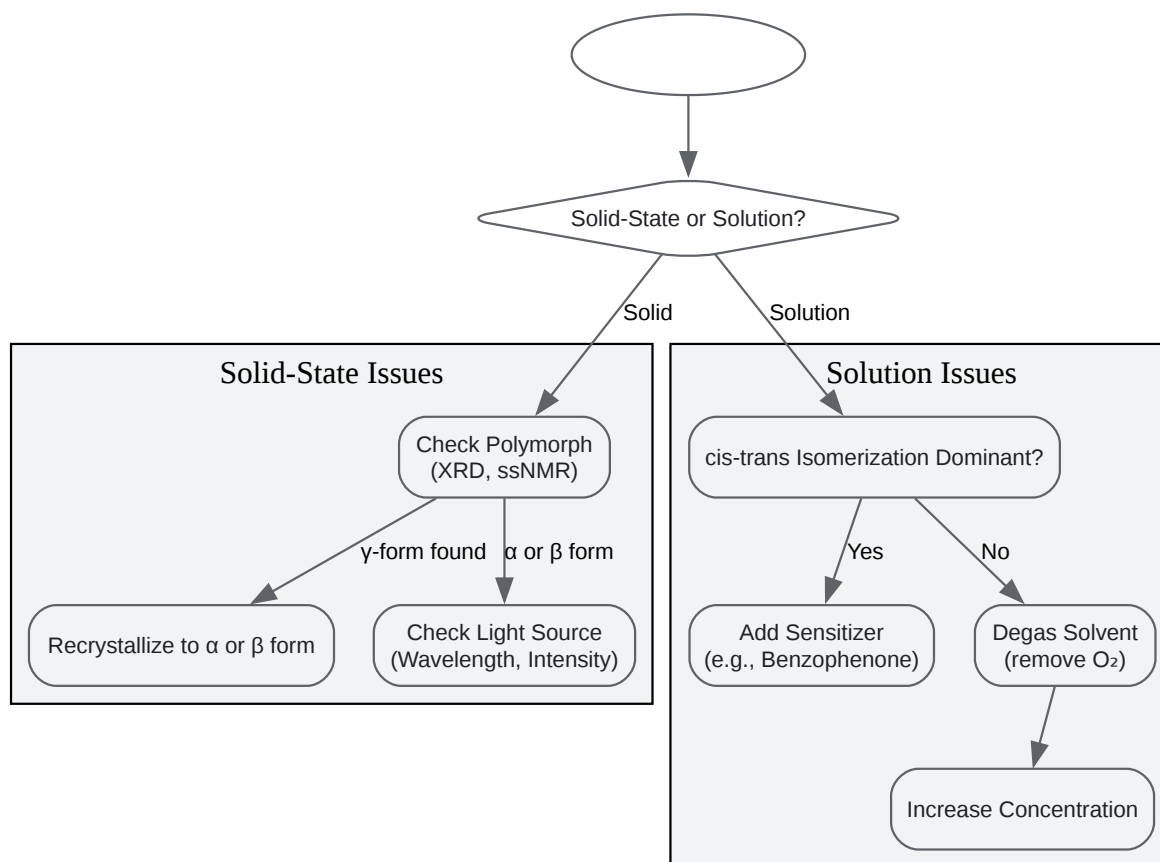 Solid-State or Solution?
Solid
Solution
Solid-State Issues
Solution Issues
Check Polymorph
(XRD, ssNMR)
cis-trans Isomerization Dominant?
γ-form found
α or β form
Yes
No
Recrystallize to α or β form
Check Light Source
(Wavelength, Intensity)
Add Sensitizer
(e.g., Benzophenone)
Degas Solvent
(remove O₂)
Increase Concentration